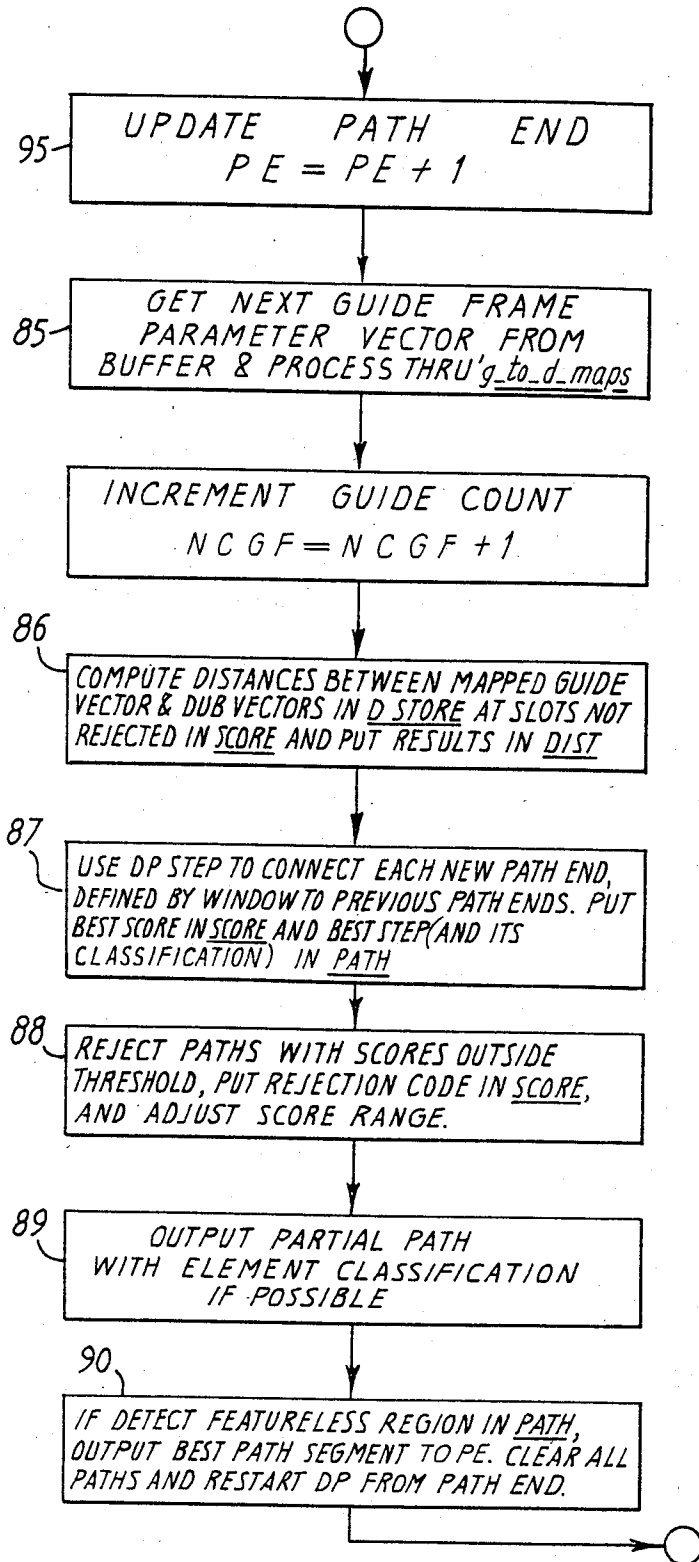 95
UPDATE PATH END
PE = PE + 1
85
GET NEXT GUIDE FRAME
PARAMETER VECTOR FROM
BUFFER & PROCESS THRU' g_to_d_maps
INCREMENT GUIDE COUNT
NCGF = NCGF + 1
86
COMPUTE DISTANCES BETWEEN MAPPED GUIDE
VECTOR & DUB VECTORS IN D STORE AT SLOTS NOT
REJECTED IN SCORE AND PUT RESULTS IN DIST
87
USE DP STEP TO CONNECT EACH NEW PATH END,
DEFINED BY WINDOW TO PREVIOUS PATH ENDS. PUT
BEST SCORE IN SCORE AND BEST STEP (AND ITS
CLASSIFICATION) IN PATH
88
REJECT PATHS WITH SCORES OUTSIDE
THRESHOLD, PUT REJECTION CODE IN SCORE,
AND ADJUST SCORE RANGE.
89
OUTPUT PARTIAL PATH
WITH ELEMENT CLASSIFICATION
IF POSSIBLE
90
IF DETECT FEATURELESS REGION IN PATH,
OUTPUT BEST PATH SEGMENT TO PE. CLEAR ALL
PATHS AND RESTART DP FROM PATH END.